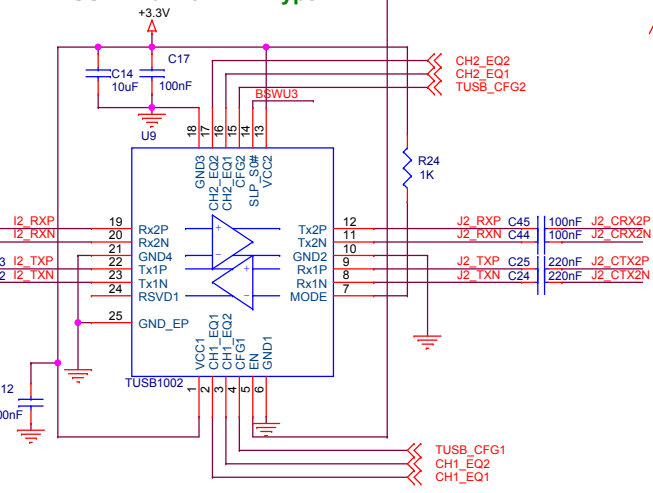 +3.3V
C14
10uF
C17
100nF
CH2_EQ2
CH2_EQ1
TUSB_CFG2
BSWU3
U9
18
17
16
15
14
13
GND3
CH2_EQ2
CH2_EQ1
CFG2
SLP_S0#
VCC2
R24
1K
I2_RXP
19
Rx2P
Tx2P
12
J2_RXP
C45
100nF
J2_CRX2P
I2_RXN
20
Rx2N
Tx2N
11
J2_RXN
C44
100nF
J2_CRX2N
21
GND4
GND2
10
3
I2_TXP
22
Tx1P
Rx1P
9
J2_TXP
C25
220nF
J2_CTX2P
2
I2_TXN
23
Tx1N
Rx1N
8
J2_TXN
C24
220nF
J2_CTX2N
24
RSVD1
MODE
7
25
GND_EP
VCC1
CH1_EQ1
CH1_EQ2
CFG1
EN
GND1
TUSB1002
1
2
3
4
5
6
12
00nF
TUSB_CFG1
CH1_EQ2
CH1_EQ1
+
-
+
-